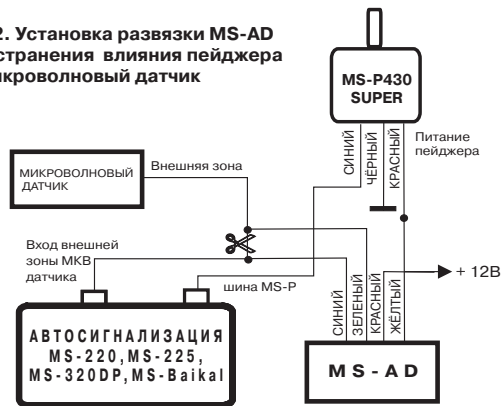 2. Установка развязки MS-AD
странения влияния пейджера
икроволновый датчик
MS-P430
SUPER
СИНИЙ
ЧЁРНЫЙ
КРАСНЫЙ
Питание
пейджера
МИКРОВОЛНОВЫЙ
ДАТЧИК
Внешняя зона
Вход внешней
зоны МКВ
датчика
шина MS-P
+ 12В
СИНИЙ
ЗЕЛЕНЫЙ
КРАСНЫЙ
ЖЁЛТЫЙ
АВТОСИГНАЛИЗАЦИЯ
MS-220, MS-225,
MS-320DP, MS-Baikal
MS-AD